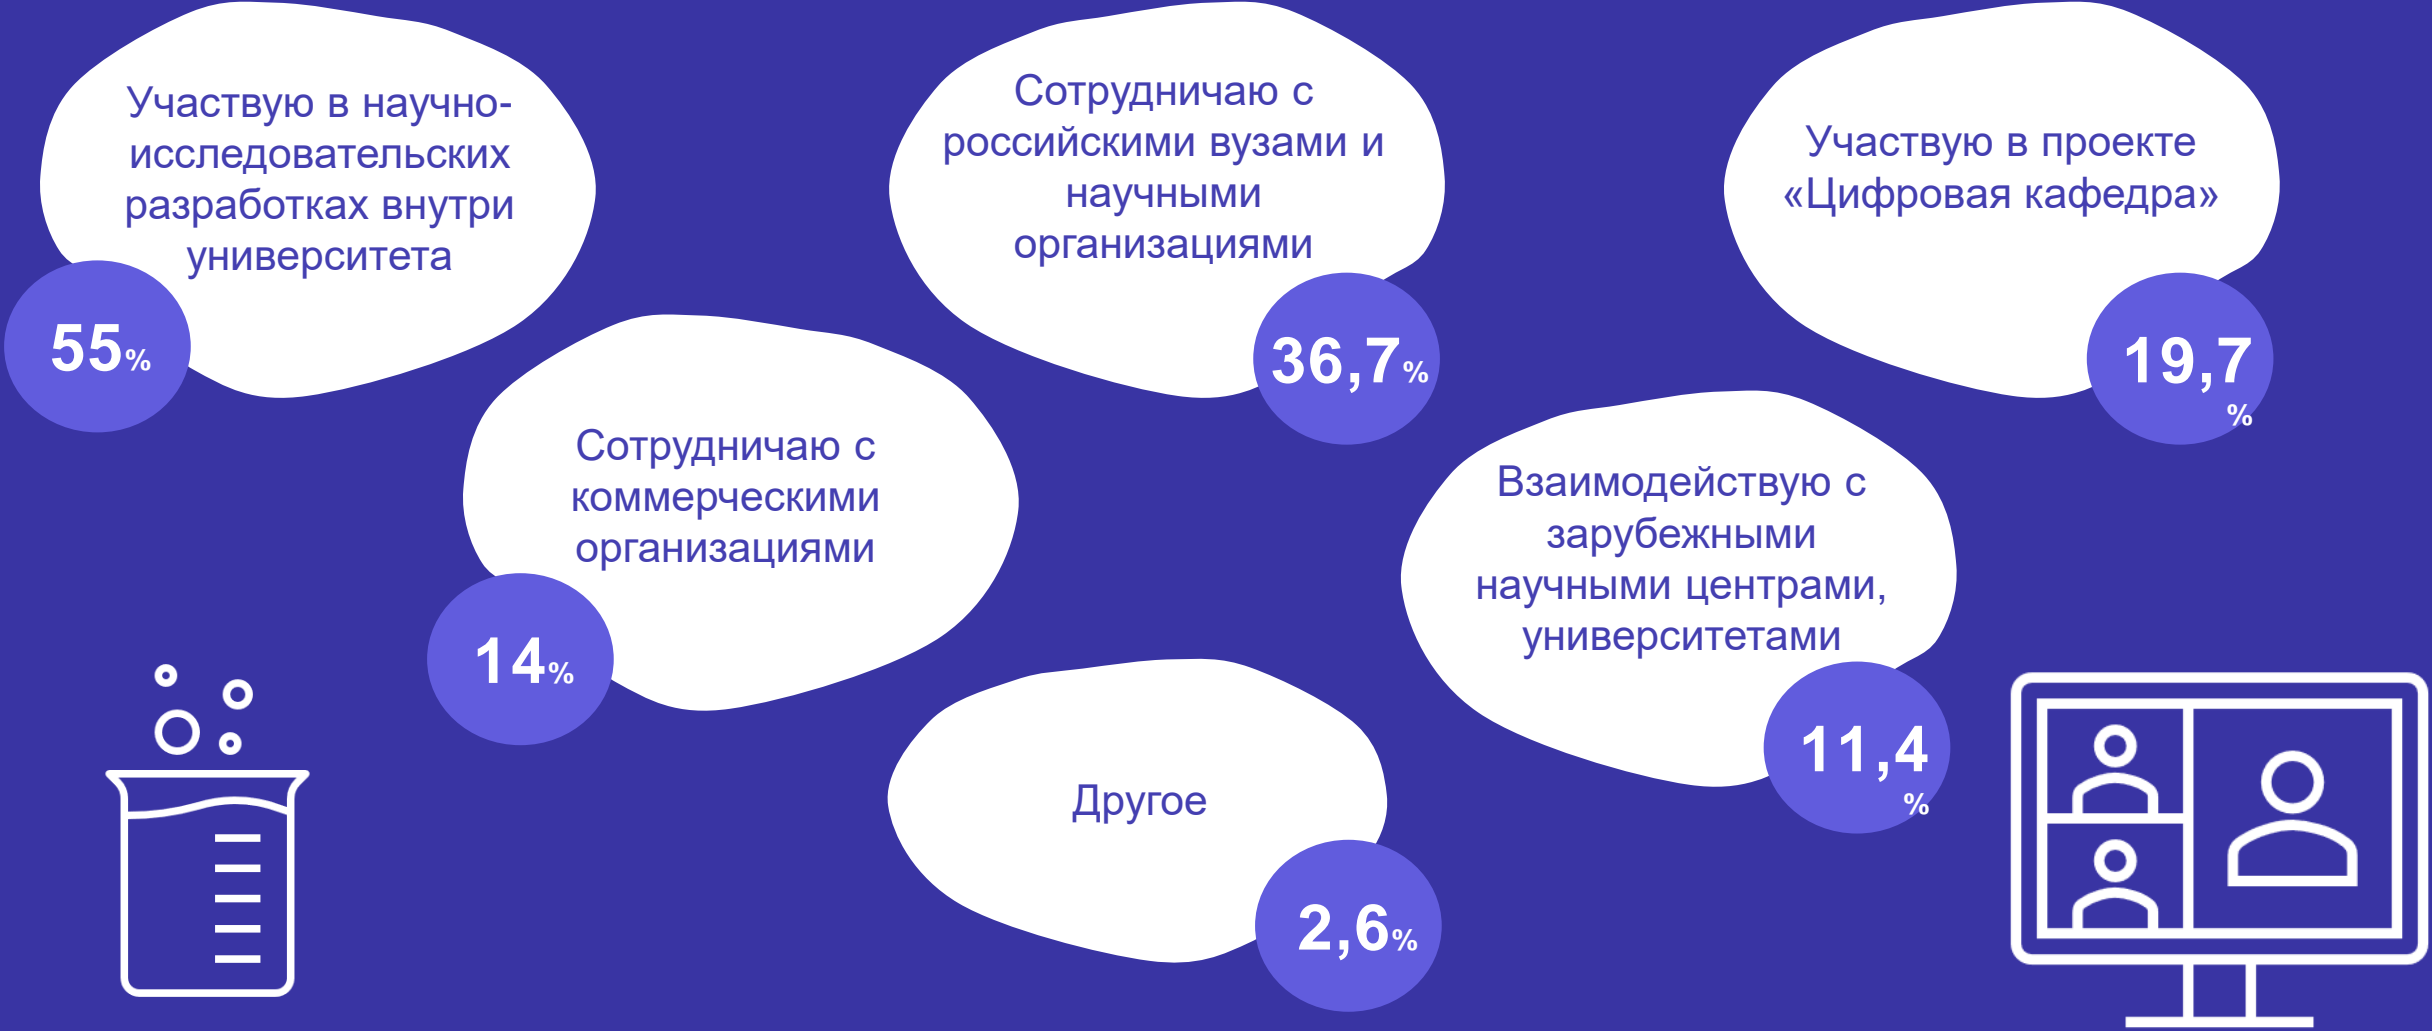 Участвую в научно-
исследовательских
разработках внутри
университета
55%
Сотрудничаю с
российскими вузами и
научными
организациями
36,7%
Участвую в проекте
«Цифровая кафедра»
19,7
%
Сотрудничаю с
коммерческими
организациями
14%
Взаимодействую с
зарубежными
научными центрами,
университетами
11,4
%
Другое
2,6%